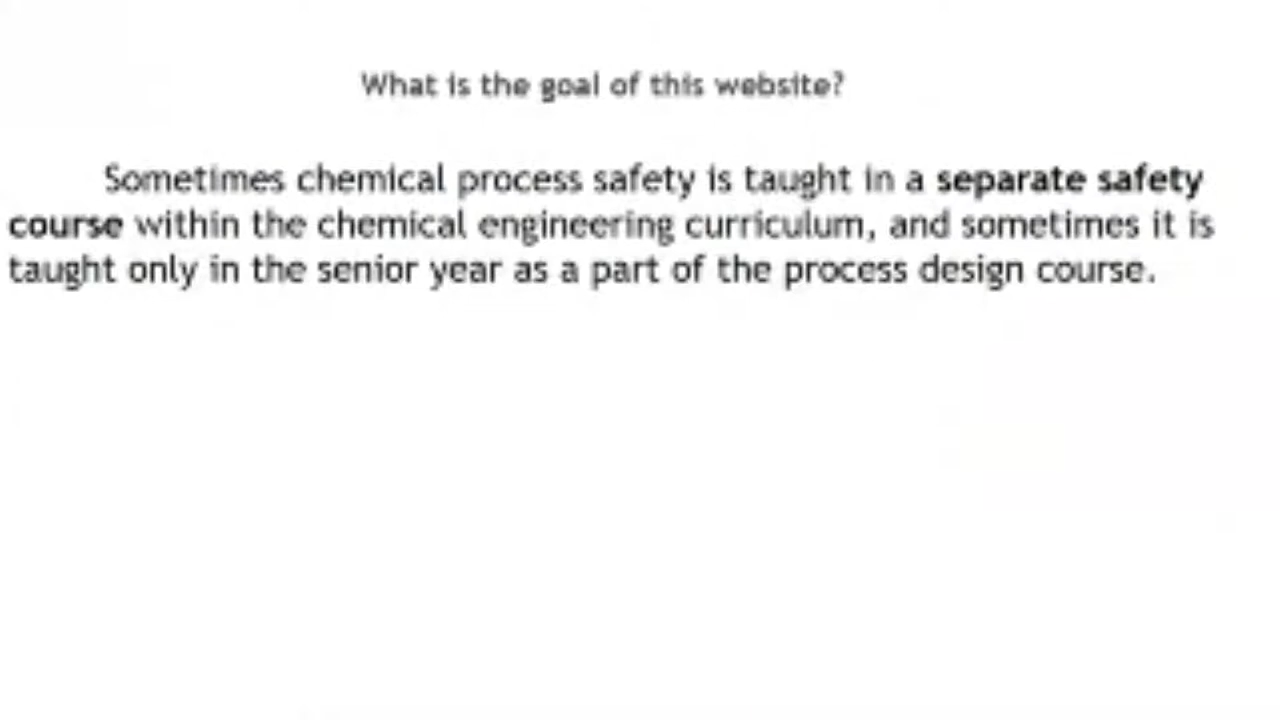 What is the goal of this website?
Sometimes chemical process safety is taught in a separate safety
course within the chemical engineering curriculum, and sometimes it is
taught only in the senior year as a part of the process design course.